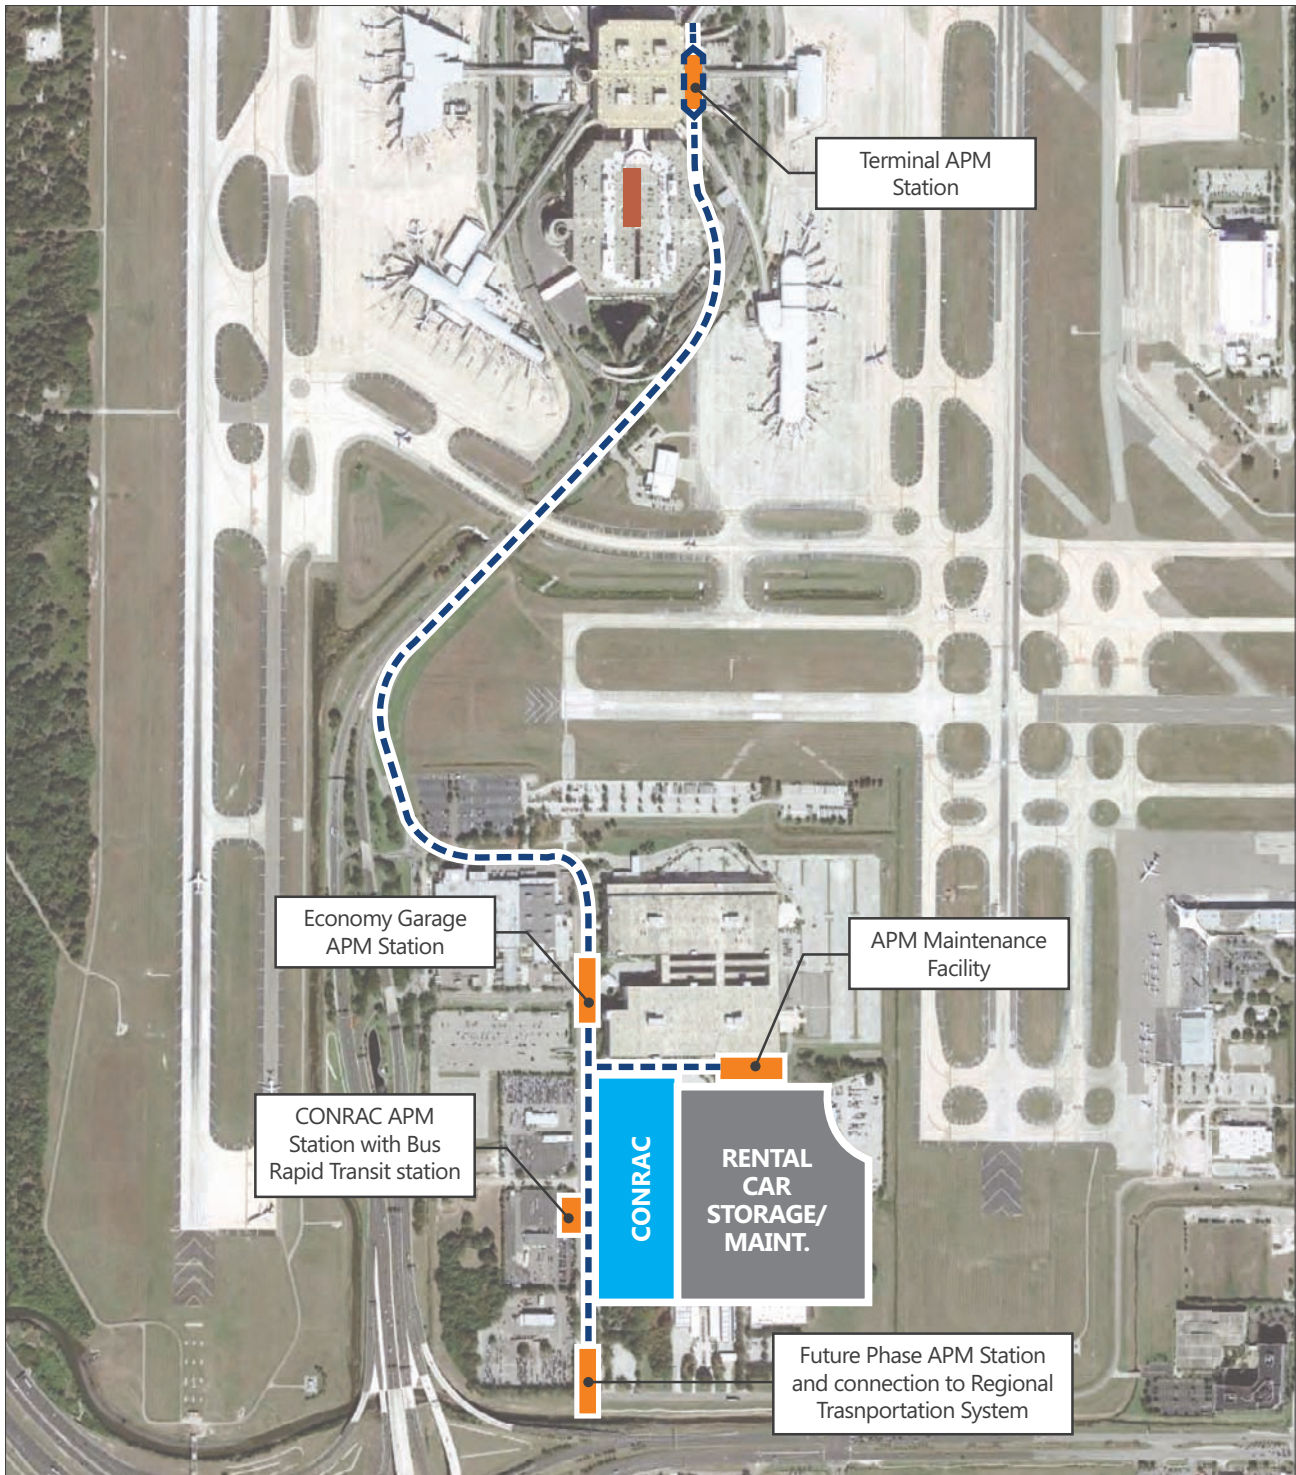 Terminal APM
Station
Economy Garage
APM Station
APM Maintenance
Facility
CONRAC APM
Station with Bus
Rapid Transit station
CONRAC
RENTAL
CAR
STORAGE/
MAINT.
Future Phase APM Station
and connection to Regional
Trasnportation System